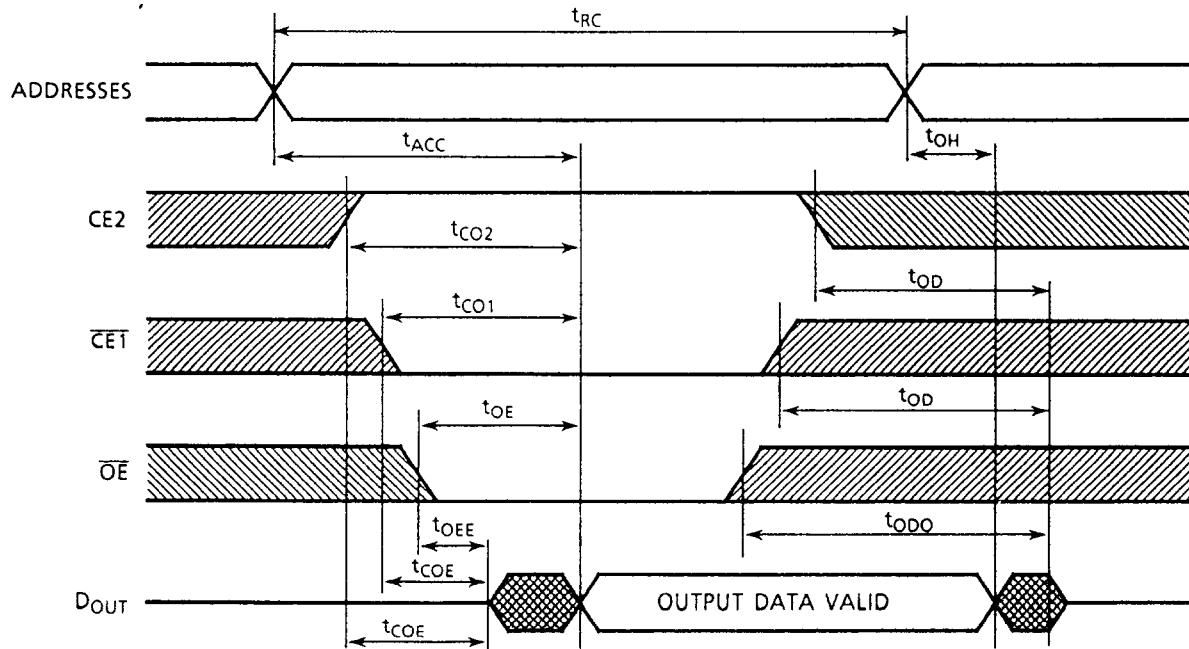 tRC
ADDRESSES
tACC
tOH
CE2
tCO2
tOD
tCO1
CE1
tOD
tOE
OE
tOEE
tODO
tCOE
DOUT
OUTPUT DATA VALID
tCOE